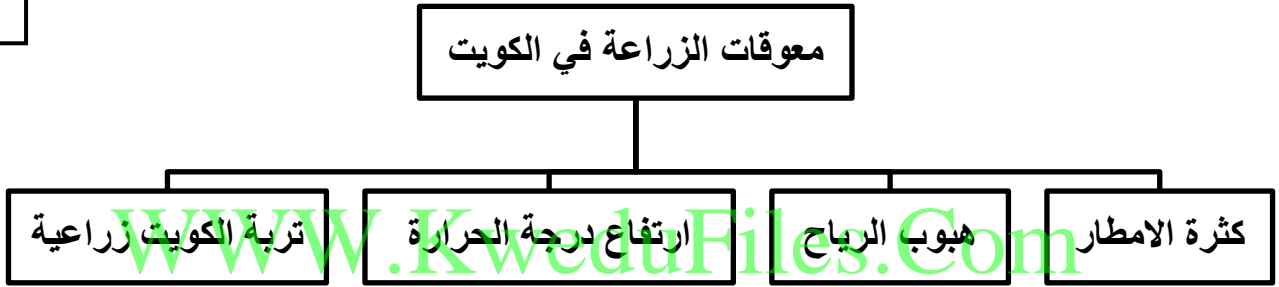 معوقات الزراعة في الكويت
كثرة الامطار
هبوب الرياح
ارتفاع درجة الحرارة
تربة الكويت زراعية
WWW.KweduFiles.Com